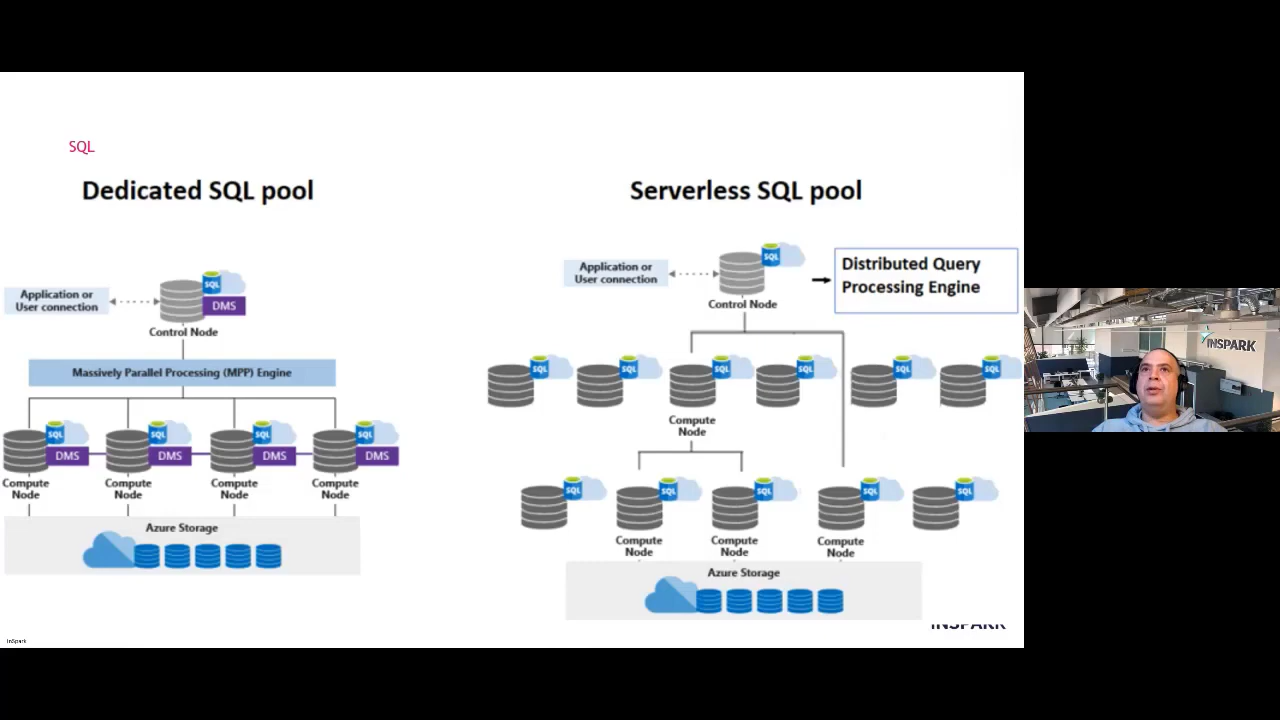 SQL
Dedicated SQL pool
Application or
User connection
SQL
DMS
Control Node
Massively Parallel Processing (MPP) Engine
SQL
DMS
SQL
DMS
SQL
DMS
SQL
DMS
Compute
Node
Compute
Node
Compute
Node
Compute
Node
Azure Storage
Serverless SQL pool
Application or
User connection
SQL
Control Node
Distributed Query
Processing Engine
SQL
SQL
SQL
SQL
SQL
SQL
Compute
Node
SQL
SQL
SQL
SQL
SQL
Compute
Node
Compute
Node
Compute
Node
Azure Storage
INSPARK
InSpark
INSPARK